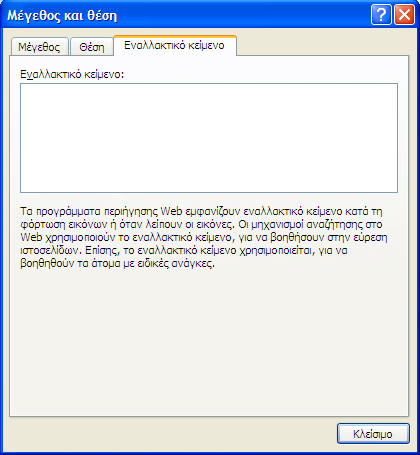 Μέγεθος και θέση
Μέγεθος Θέση Εναλλακτικό κείμενο
Εναλλακτικό κείμενο:
Τα προγράμματα περιήγησης Web εμφανίζουν εναλλακτικό κείμενο κατά τη
φόρτωση εικόνων ή όταν λείπουν οι εικόνες. Οι μηχανισμοί αναζήτησης στο
Web χρησιμοποιούν το εναλλακτικό κείμενο, για να βοηθήσουν στην εύρεση
ιστοσελίδων. Επίσης, το εναλλακτικό κείμενο χρησιμοποιείται, για να
βοηθηθούν τα άτομα με ειδικές ανάγκες.
Κλείσιμο